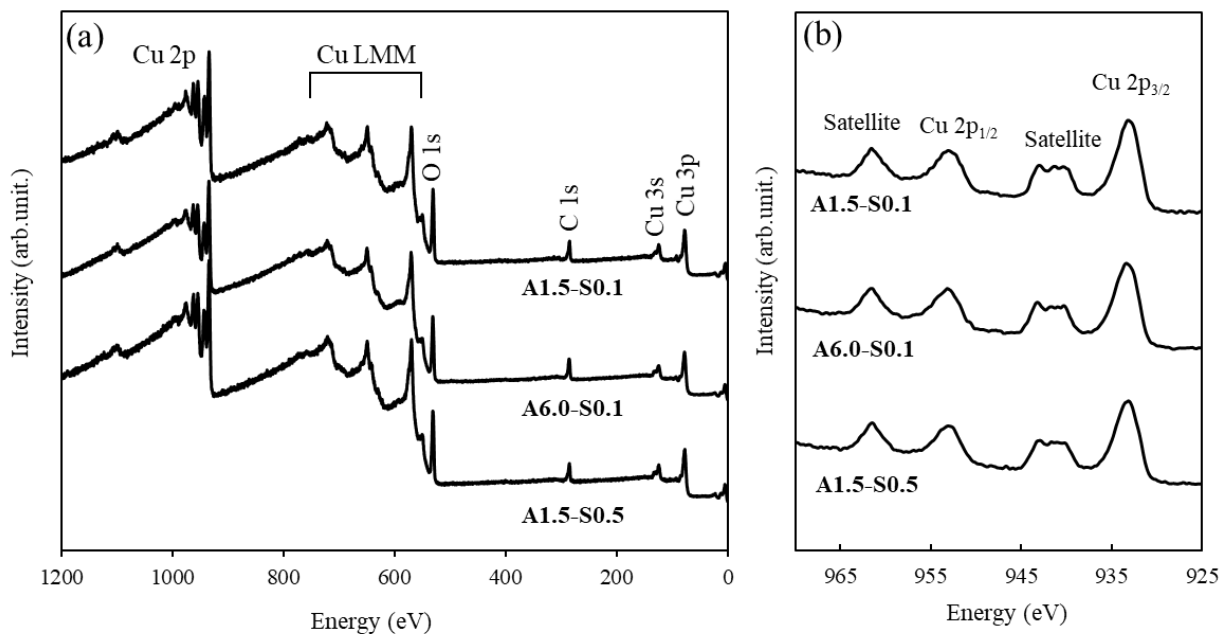 (a)
Cu 2p
Cu LMM
O 1s
C 1s
Cu 3s
Cu 3p
A1.5-S0.1
A6.0-S0.1
A1.5-S0.5
Intensity (arb.unit.)
1200 1000 800 600 400 200 0
Energy (eV)
(b)
Cu 2p3/2
Satellite
Cu 2p1/2
Satellite
A1.5-S0.1
A6.0-S0.1
A1.5-S0.5
Intensity (arb.unit.)
965 955 945 935 925
Energy (eV)